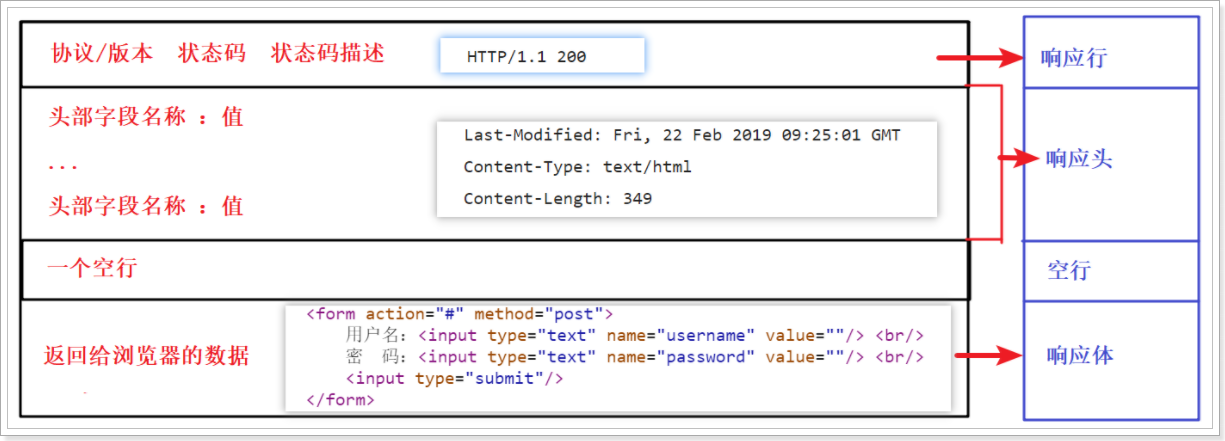 协议/版本 状态码 状态码描述 HTTP/1.1 200 响应行
头部字段名称 : 值
...
头部字段名称 : 值
Last-Modified: Fri, 22 Feb 2019 09:25:01 GMT
Content-Type: text/html
Content-Length: 349
响应头
一个空行 空行
返回给浏览器的数据
<form action="#" method="post">
用户名: <input type="text" name="username" value=""/> <br/>
密 码: <input type="text" name="password" value=""/> <br/>
<input type="submit"/>
</form>
响应体